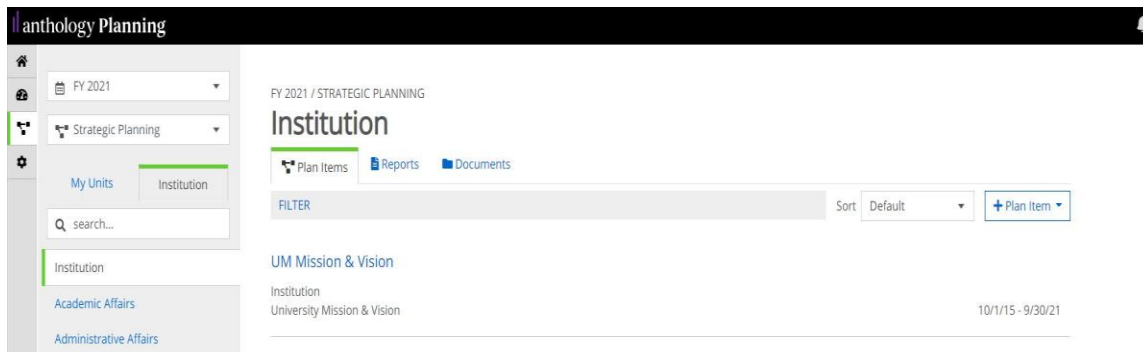 anthology Planning
FY 2021
Strategic Planning
My Units
Institution
search...
Institution
Academic Affairs
Administrative Affairs
FY 2021 / STRATEGIC PLANNING
Institution
Plan Items
Reports
Documents
FILTER
Sort
Default
+ Plan Item
UM Mission & Vision
Institution
University Mission & Vision
10/1/15 - 9/30/21